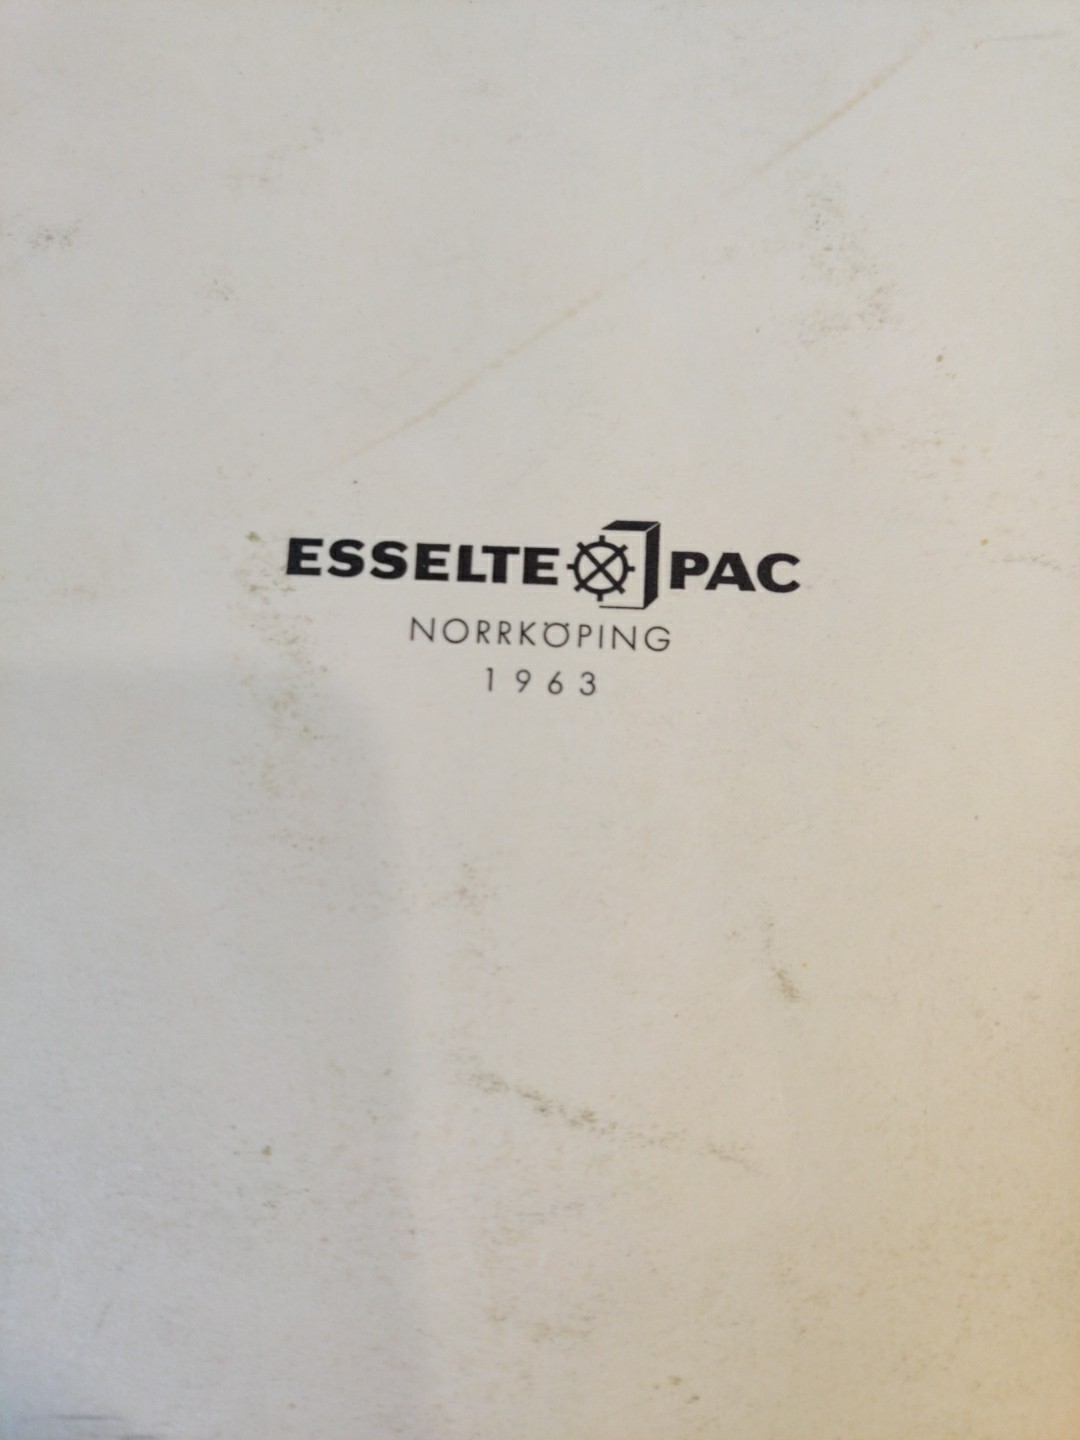 ESSELTE PAC
NORRKÖPING
1963